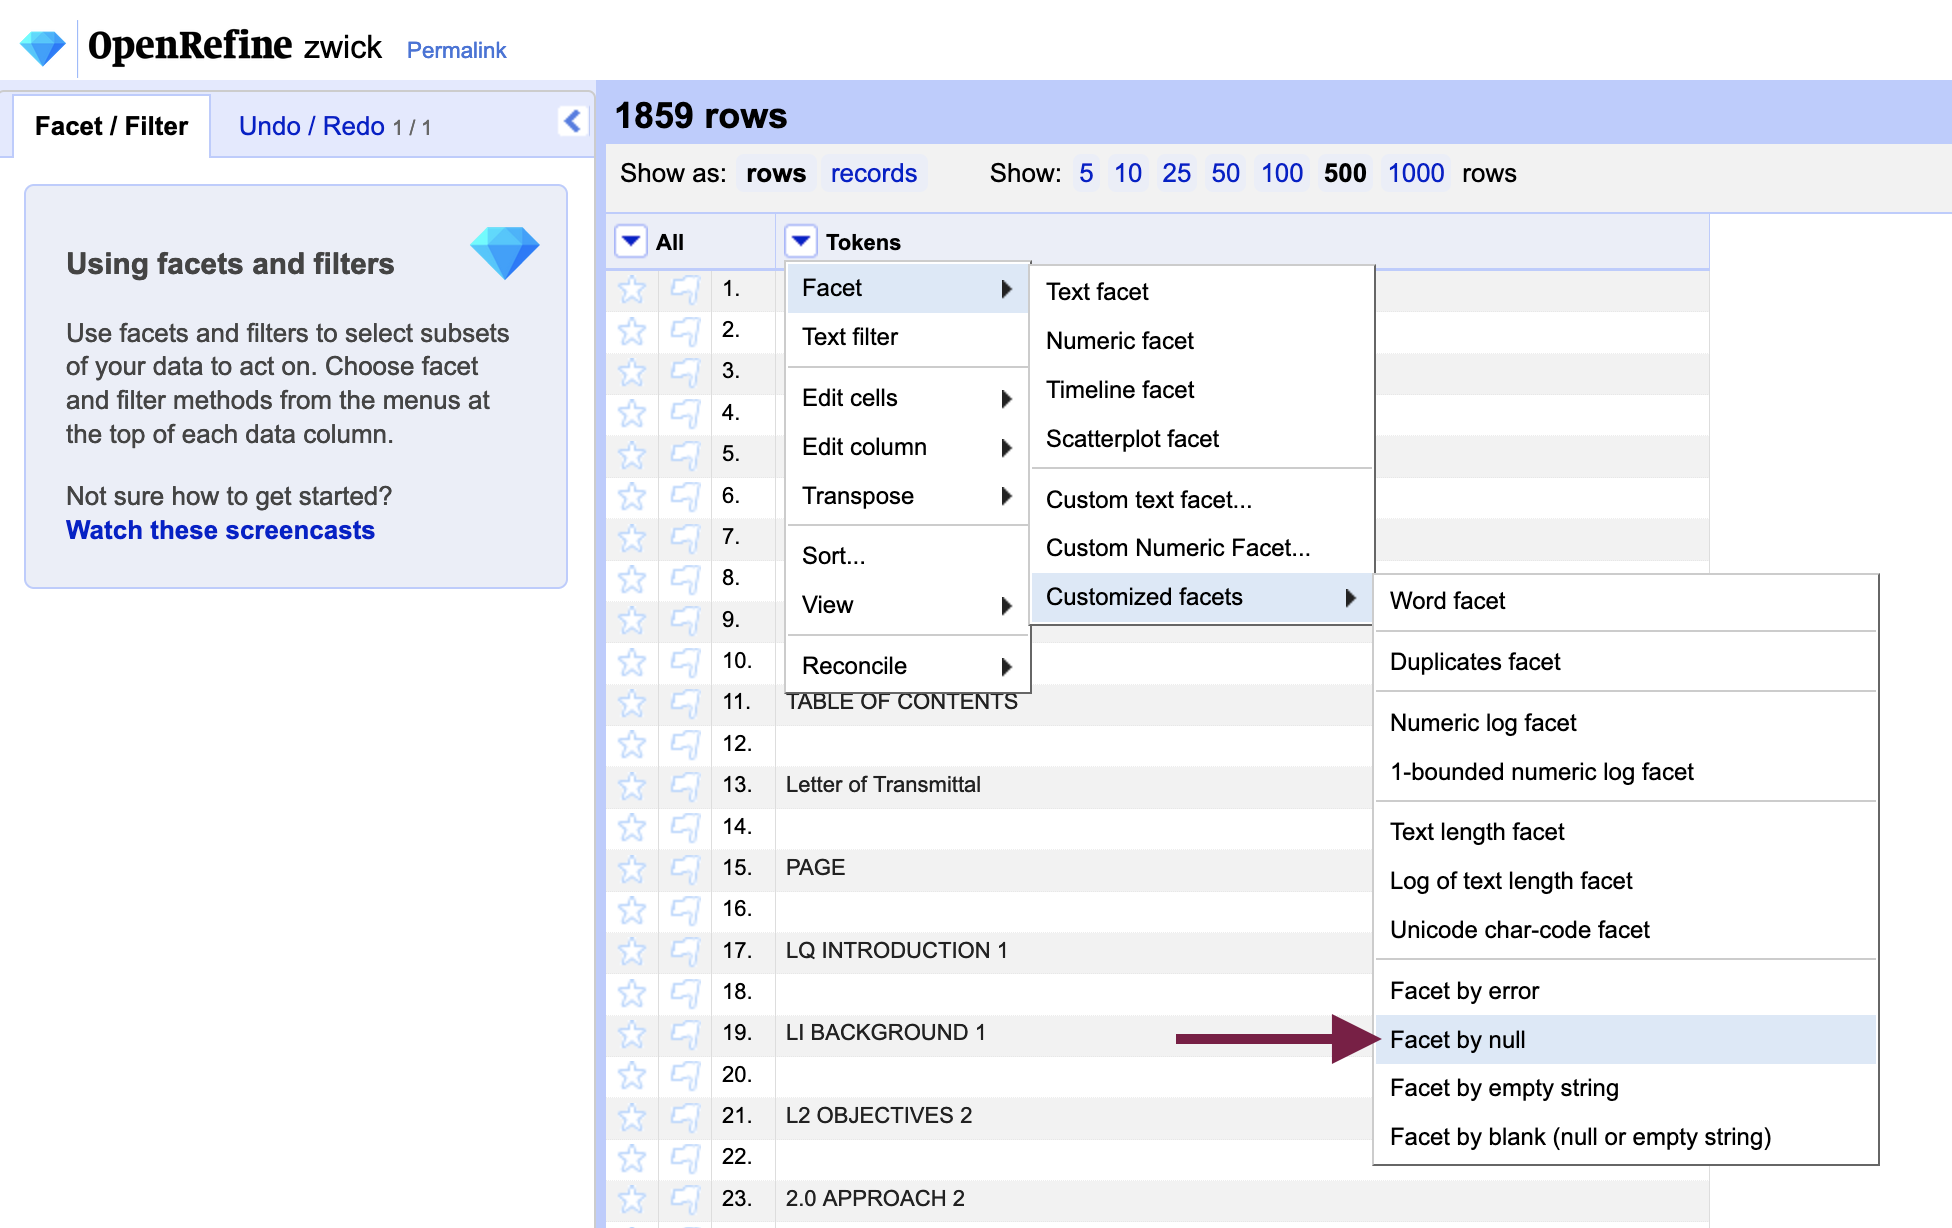 OpenRefine zwick Permalink
Facet / Filter
Undo / Redo 1 / 1
Using facets and filters
Use facets and filters to select subsets
of your data to act on. Choose facet
and filter methods from the menus at
the top of each data column.
Not sure how to get started?
Watch these screencasts
1859 rows
Show as: rows records Show: 5 10 25 50 100 500 1000 rows
All
Tokens
1.
2.
3.
4.
5.
6.
7.
8.
9.
10.
11. TABLE OF CONTENTS
12.
13. Letter of Transmittal
14.
15. PAGE
16.
17. LQ INTRODUCTION 1
18.
19. LI BACKGROUND 1
20.
21. L2 OBJECTIVES 2
22.
23. 2.0 APPROACH 2
Facet
Text filter
Edit cells
Edit column
Transpose
Sort...
View
Reconcile
Text facet
Numeric facet
Timeline facet
Scatterplot facet
Custom text facet...
Custom Numeric Facet...
Customized facets
Word facet
Duplicates facet
Numeric log facet
1-bounded numeric log facet
Text length facet
Log of text length facet
Unicode char-code facet
Facet by error
Facet by null
Facet by empty string
Facet by blank (null or empty string)